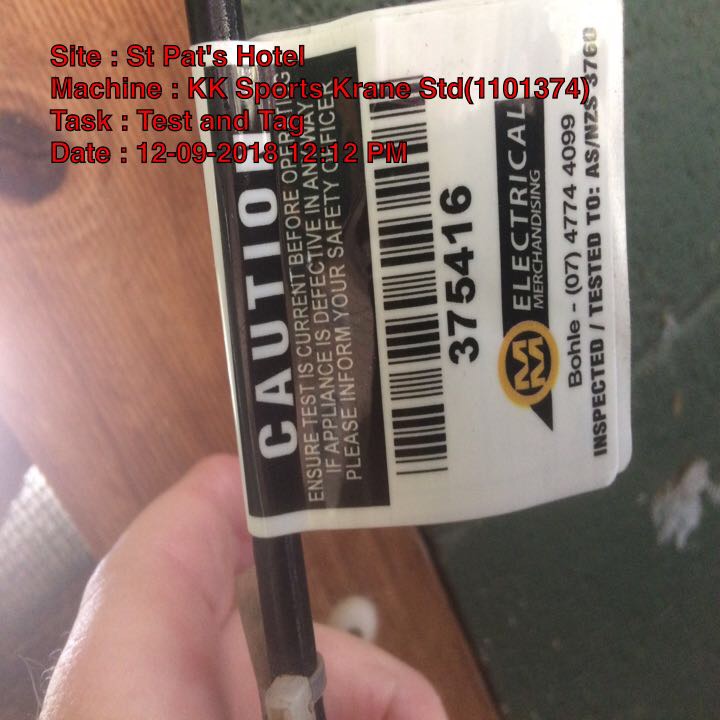 Site : St Pat's Hotel
Machine : KK Sports Krane Std(1101374)
Task : Test and Tag
Date : 12-09-2018 12:12 PM
CAUTION
ENSURE TEST IS CURRENT BEFORE OPERATING
IF APPLIANCE IS DEFECTIVE IN ANY WAY
PLEASE INFORM YOUR SAFETY OFFICER
375416
MM ELECTRICAL
MERCHANDISING
Bohle - (07) 4774 4099
INSPECTED / TESTED TO: AS/NZS 3760